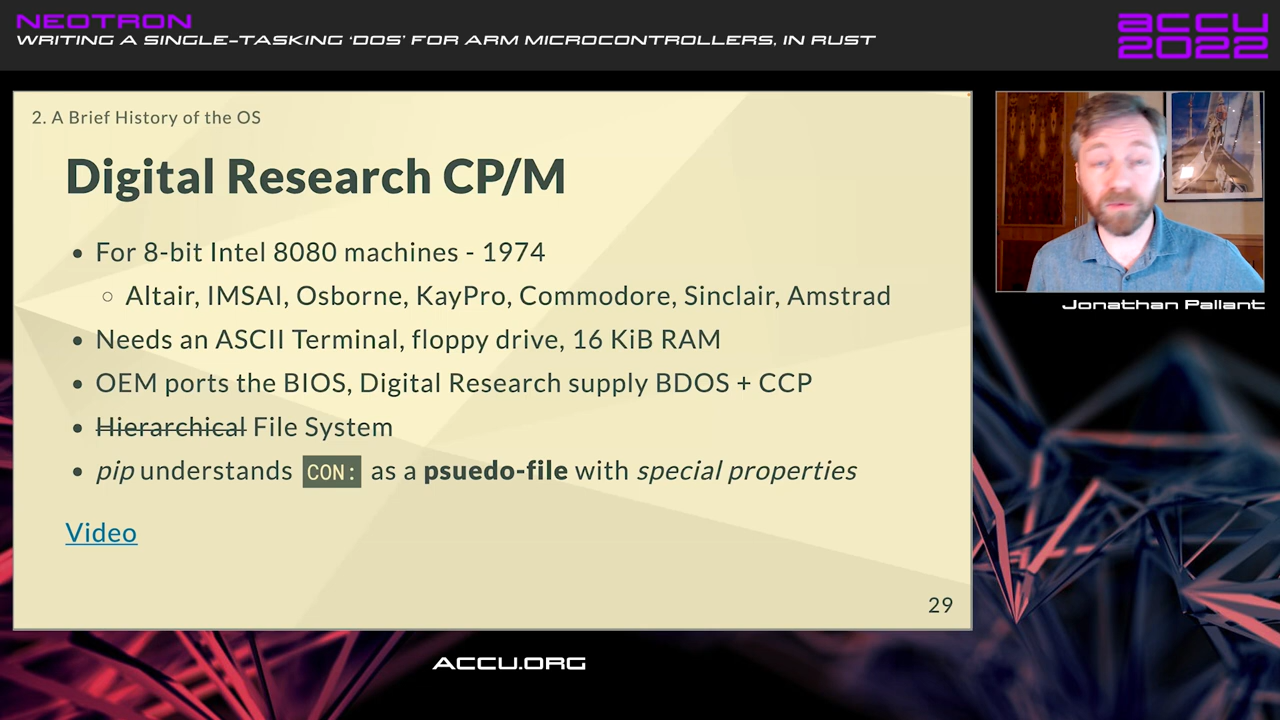 NEOTRON
WRITING A SINGLE-TASKING 'DOS' FOR ARM MICROCONTROLLERS, IN RUST
ACCU
2022
2. A Brief History of the OS
Digital Research CP/M
• For 8-bit Intel 8080 machines - 1974
○ Altair, IMSAI, Osborne, KayPro, Commodore, Sinclair, Amstrad
• Needs an ASCII Terminal, floppy drive, 16 KiB RAM
• OEM ports the BIOS, Digital Research supply BDOS + CCP
• Hierarchical File System
• pip understands CON: as a psuedo-file with special properties
Video
29
Jonathan Pallant
ACCU.ORG